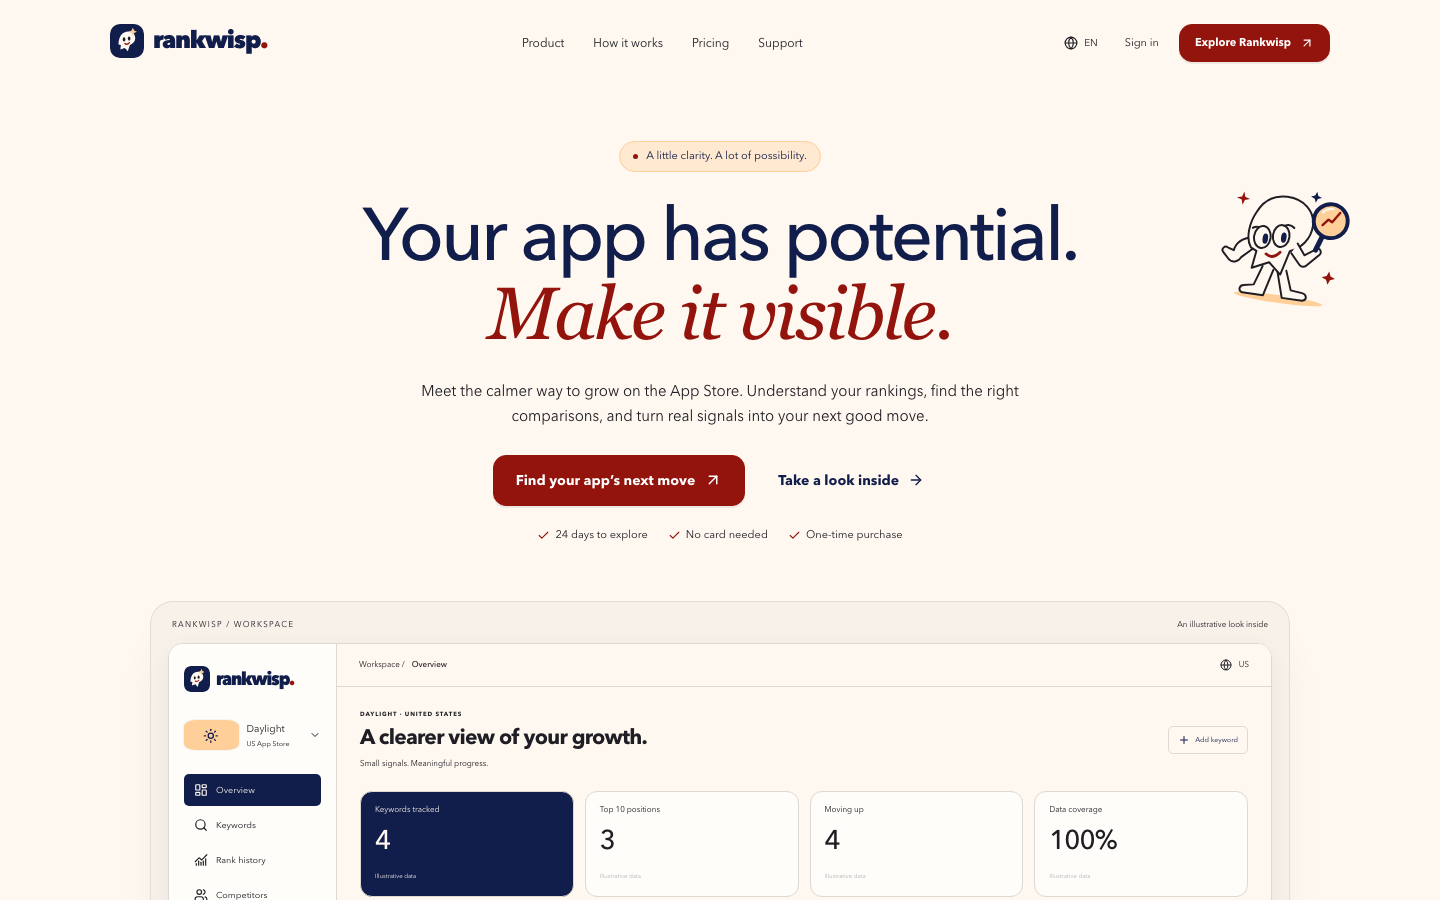 rankwisp.
Product
How it works
Pricing
Support
EN
Sign in
Explore Rankwisp
A little clarity. A lot of possibility.
Your app has potential.
Make it visible.
Meet the calmer way to grow on the App Store. Understand your rankings, find the right
comparisons, and turn real signals into your next good move.
Find your app’s next move
Take a look inside
24 days to explore
No card needed
One-time purchase
RANKWISP / WORKSPACE
An illustrative look inside
rankwisp.
Workspace / Overview
US
Daylight
US App Store
DAYLIGHT · UNITED STATES
A clearer view of your growth.
Small signals. Meaningful progress.
Add keyword
Overview
Keywords
Rank history
Competitors
Keywords tracked
4
Illustrative data
Top 10 positions
3
Illustrative data
Moving up
4
Illustrative data
Data coverage
100%
Illustrative data